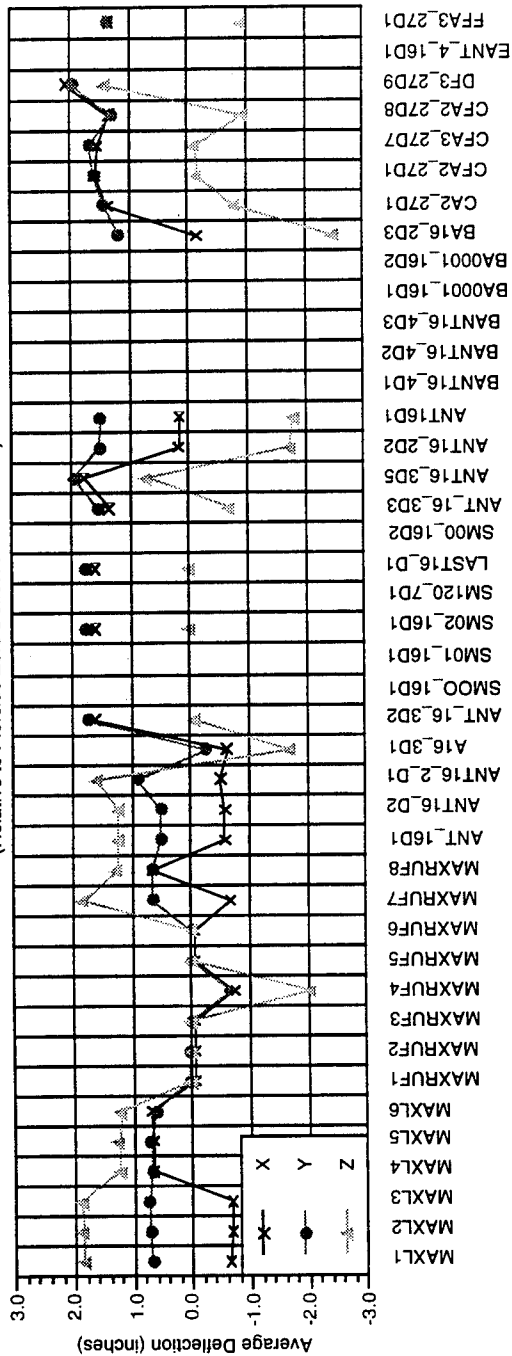 Average Deflection (inches)
3.0
2.0
1.0
0.0
-1.0
-2.0
-3.0
X
Y
Z
MAXL1
MAXL2
MAXL3
MAXL4
MAXL5
MAXL6
MAXRUF1
MAXRUF2
MAXRUF3
MAXRUF4
MAXRUF5
MAXRUF6
MAXRUF7
MAXRUF8
ANT_16D1
ANT16_D2
ANT16_2_D1
A16_3D1
ANT_16_3D2
SMOO_16D1
SM01_16D1
SM02_16D1
SM120_7D1
LAST16_D1
SM00_16D2
ANT_16_3D3
ANT16_3D5
ANT16_2D2
ANT16D1
BANT16_4D1
BANT16_4D2
BANT16_4D3
BA0001_16D1
BA0001_16D2
BA16_2D3
CA2_27D1
CFA2_27D1
CFA3_27D7
CFA2_27D8
DF3_27D9
EANT_4_16D1
FFA3_27D1